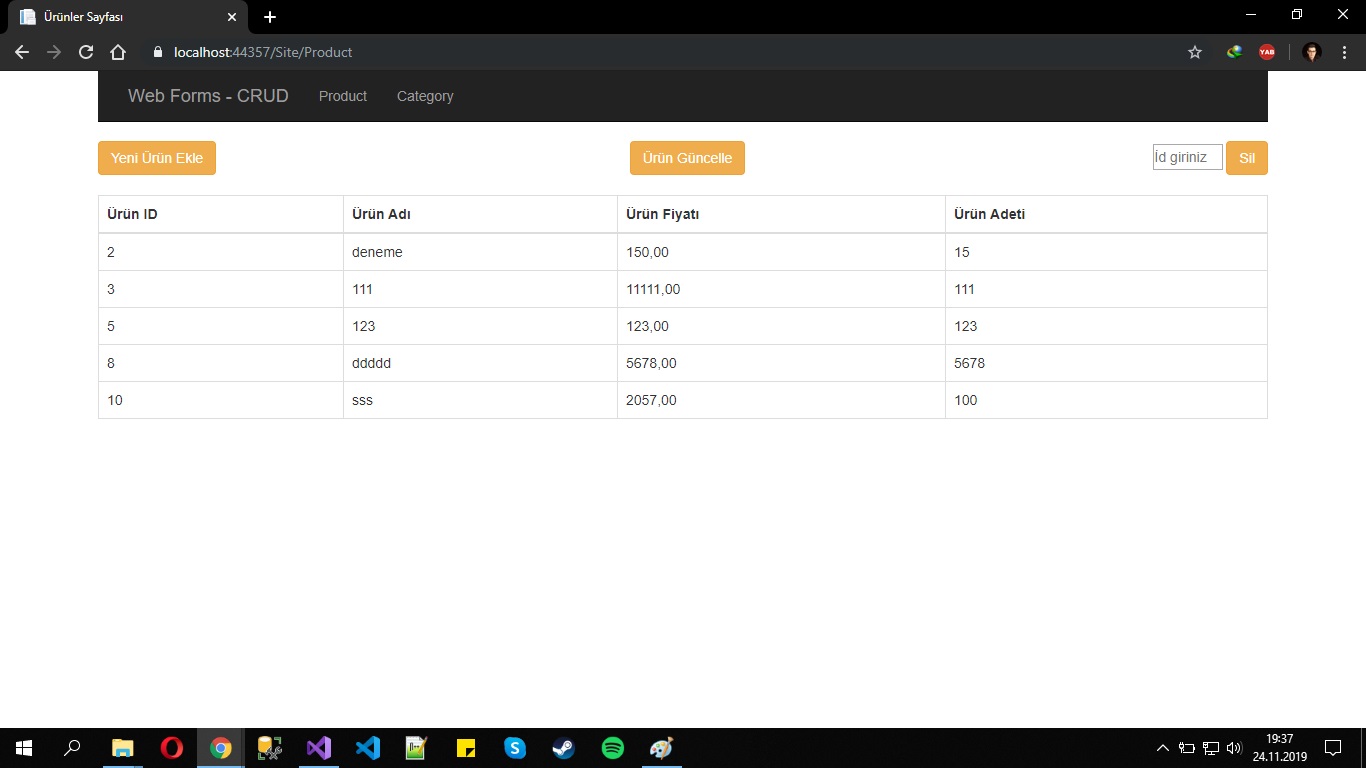 Ürünler Sayfası
localhost:44357/Site/Product
YAB
Web Forms - CRUD Product Category
Yeni Ürün Ekle Ürün Güncelle İd giriniz Sil
Ürün ID Ürün Adı Ürün Fiyatı Ürün Adeti
2 deneme 150,00 15
3 111 11111,00 111
5 123 123,00 123
8 ddddd 5678,00 5678
10 sss 2057,00 100
19:37
24.11.2019